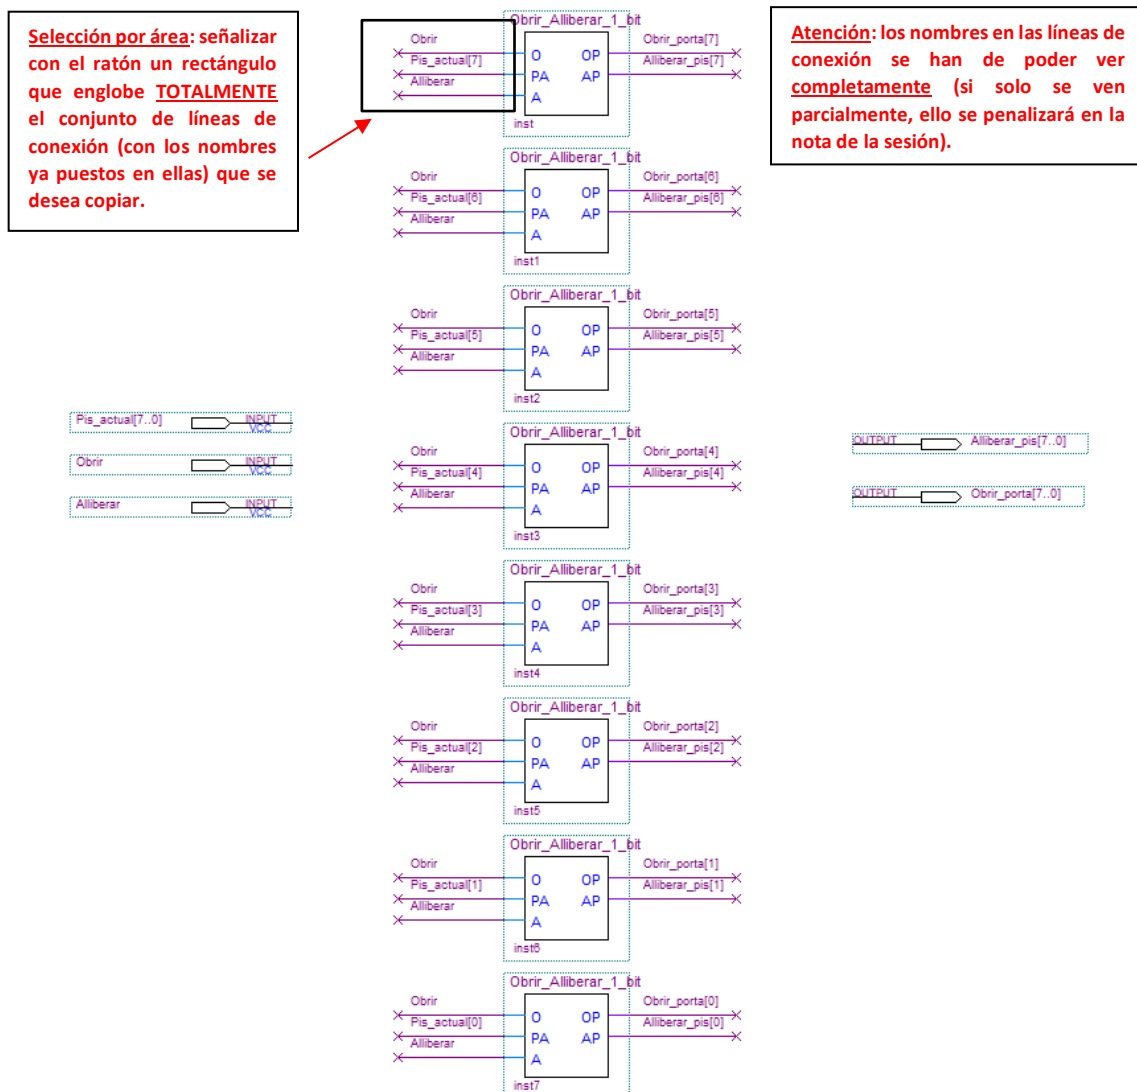 Selección por área: señalizar
con el ratón un rectángulo
que englobe TOTALMENTE
el conjunto de líneas de
conexión (con los nombres
ya puestos en ellas) que se
desea copiar.
Atención: los nombres en las líneas de
conexión se han de poder ver
completamente (si solo se ven
parcialmente, ello se penalizará en la
nota de la sesión).
Obrir_Alliberar_1_bit
Obrir O OP Obrir_porta[7]
Pis_actual[7] PA AP Alliberar_pis[7]
Alliberar A
inst
Obrir_Alliberar_1_bit
Obrir O OP Obrir_porta[6]
Pis_actual[6] PA AP Alliberar_pis[6]
Alliberar A
inst1
Obrir_Alliberar_1_bit
Obrir O OP Obrir_porta[5]
Pis_actual[5] PA AP Alliberar_pis[5]
Alliberar A
inst2
Pis_actual[7..0] INPUT
VCC
Obrir INPUT
VCC
Alliberar INPUT
VCC
Obrir_Alliberar_1_bit
Obrir O OP Obrir_porta[4]
Pis_actual[4] PA AP Alliberar_pis[4]
Alliberar A
inst3
OUTPUT Alliberar_pis[7..0]
OUTPUT Obrir_porta[7..0]
Obrir_Alliberar_1_bit
Obrir O OP Obrir_porta[3]
Pis_actual[3] PA AP Alliberar_pis[3]
Alliberar A
inst4
Obrir_Alliberar_1_bit
Obrir O OP Obrir_porta[2]
Pis_actual[2] PA AP Alliberar_pis[2]
Alliberar A
inst5
Obrir_Alliberar_1_bit
Obrir O OP Obrir_porta[1]
Pis_actual[1] PA AP Alliberar_pis[1]
Alliberar A
inst6
Obrir_Alliberar_1_bit
Obrir O OP Obrir_porta[0]
Pis_actual[0] PA AP Alliberar_pis[0]
Alliberar A
inst7